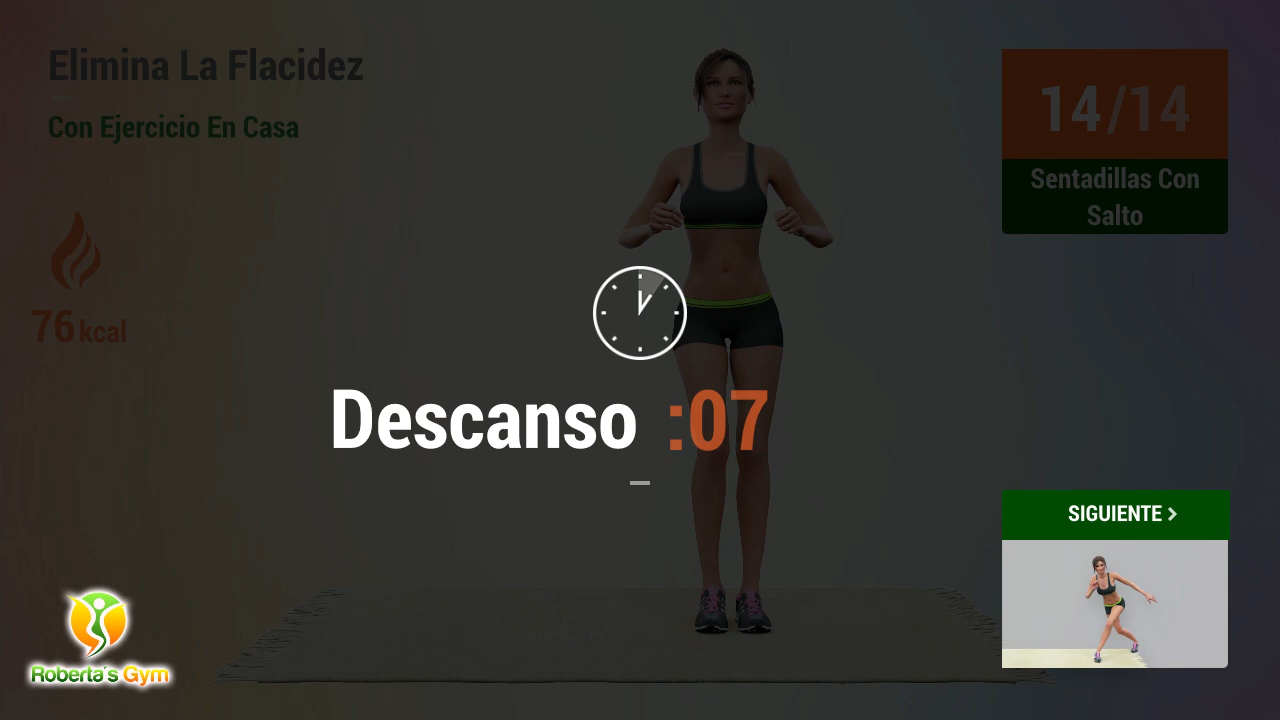 Elimina La Flacidez
Con Ejercicio En Casa
14/14
Sentadillas Con
Salto
76 kcal
Descanso :07
SIGUIENTE >
Roberta's Gym